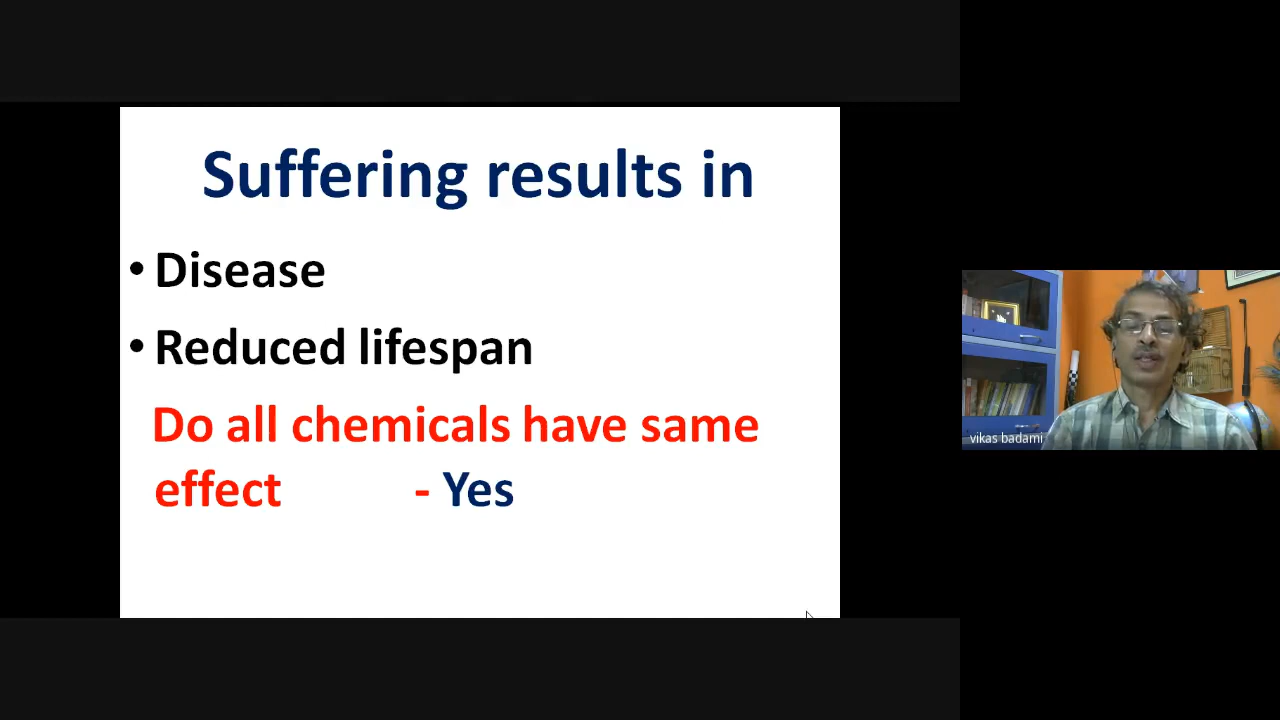 Suffering results in
• Disease
• Reduced lifespan
Do all chemicals have same
effect - Yes
vikas badami